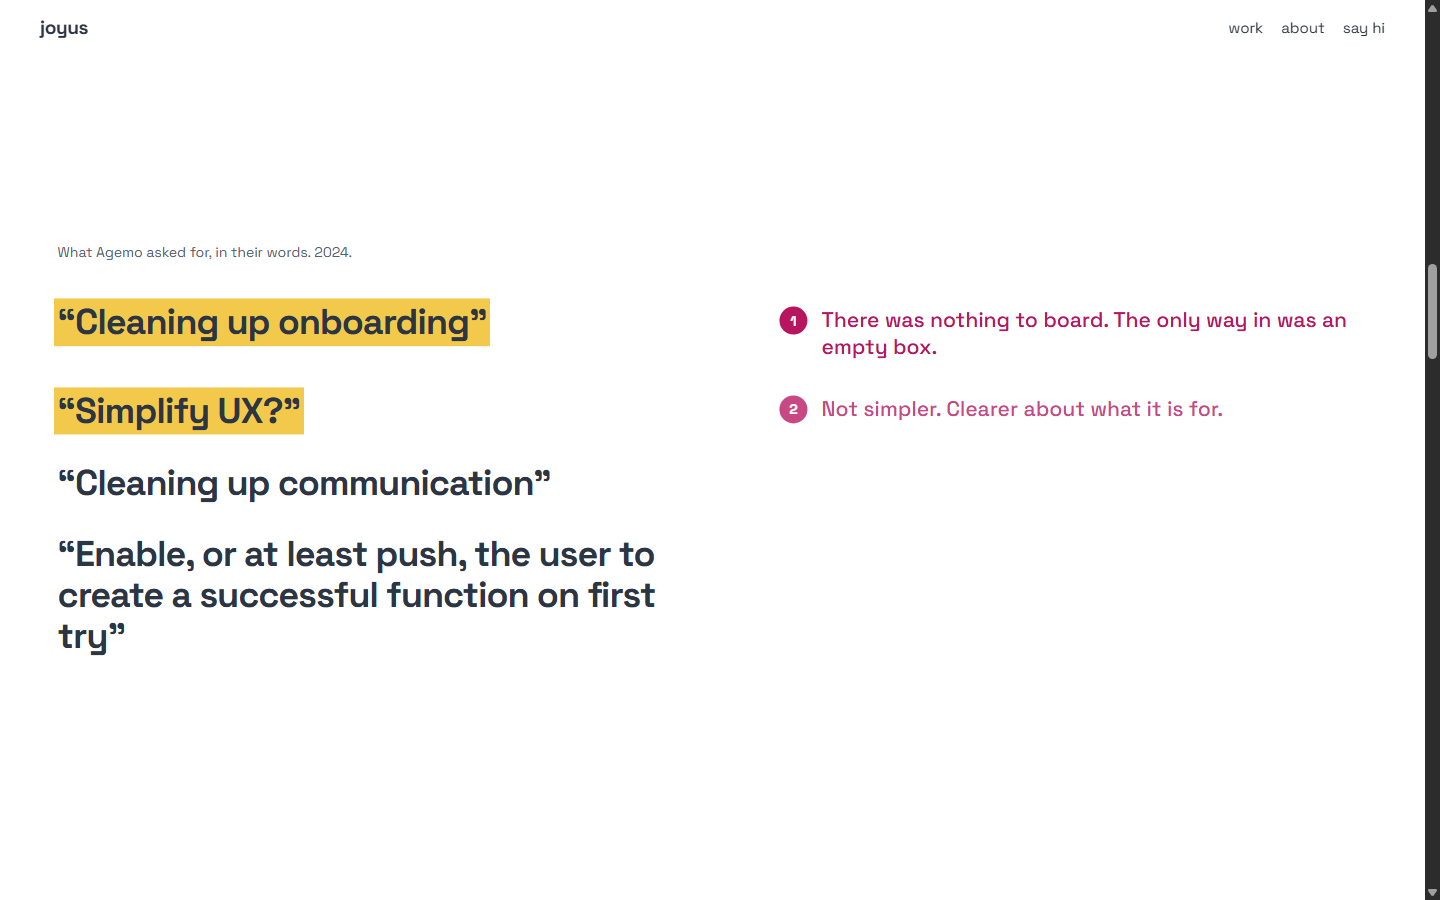 joyus
work about say hi
What Agemo asked for, in their words. 2024.
“Cleaning up onboarding”
1 There was nothing to board. The only way in was an
empty box.
“Simplify UX?”
2 Not simpler. Clearer about what it is for.
“Cleaning up communication”
“Enable, or at least push, the user to
create a successful function on first
try”